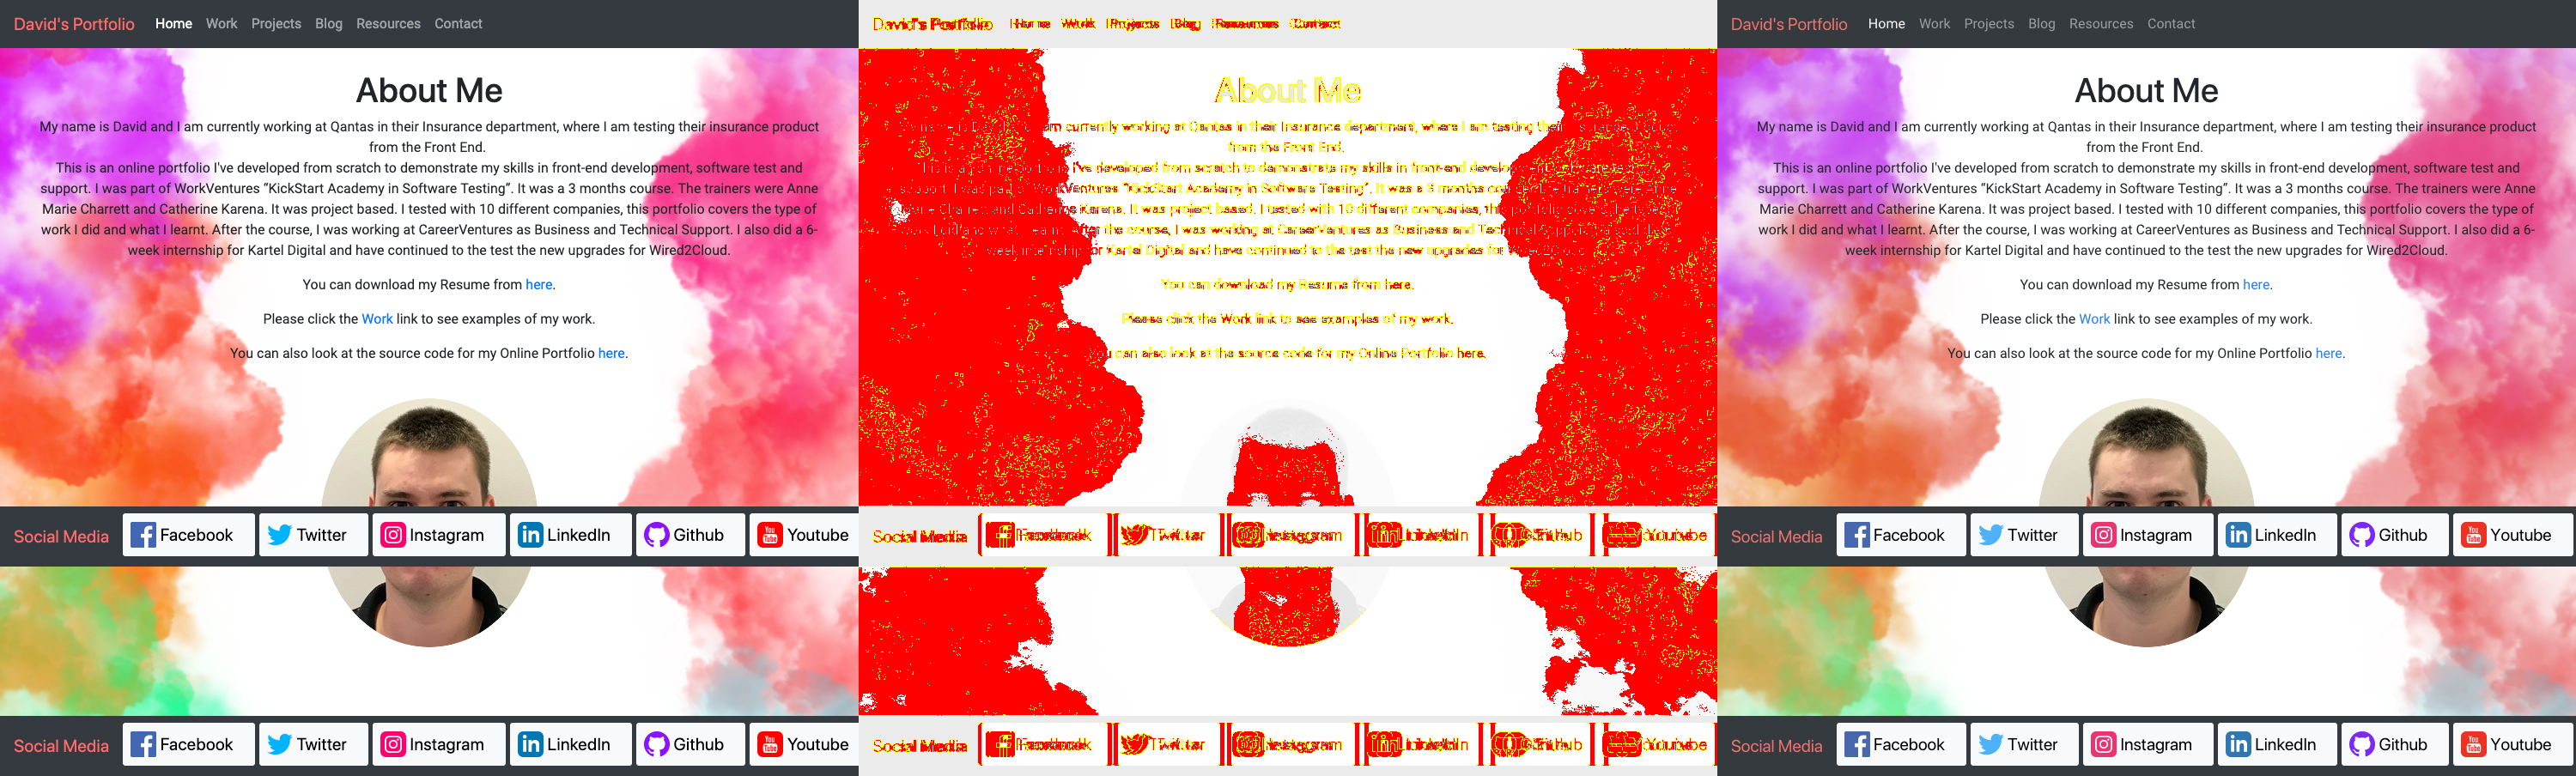 David's Portfolio Home Work Projects Blog Resources Contact
About Me
My name is David and I am currently working at Qantas in their Insurance department, where I am testing their insurance product
from the Front End.
This is an online portfolio I've developed from scratch to demonstrate my skills in front-end development, software test and
support. I was part of WorkVentures “KickStart Academy in Software Testing”. It was a 3 months course. The trainers were Anne
Marie Charrett and Catherine Karena. It was project based. I tested with 10 different companies, this portfolio covers the type of
work I did and what I learnt. After the course, I was working at CareerVentures as Business and Technical Support. I also did a 6-
week internship for Kartel Digital and have continued to the test the new upgrades for Wired2Cloud.
You can download my Resume from here.
Please click the Work link to see examples of my work.
You can also look at the source code for my Online Portfolio here.
Social Media Facebook Twitter Instagram LinkedIn Github Youtube
Social Media Facebook Twitter Instagram LinkedIn Github Youtube
David's Portfolio Home Work Projects Blog Resources Contact
About Me
am currently working at Qantas in their Insurance department, where I am testing
from the Front End.
I've developed from scratch to demonstrate my skills in front-end
WorkVentures “KickStart Academy in Software Testing”. It was a 3 months
Karena. It was project based. I tested with 10 different companies, this
After the course, I was working at CareerVentures as Business and
for Kartel Digital and have continued to the test the new upgrades for
You can download my Resume from here.
Please click the Work link to see examples of my work.
You can also look at the source code for my Online Portfolio here.
Social Media Facebook Twitter Instagram LinkedIn Github Youtube
Social Media Facebook Twitter Instagram LinkedIn Github Youtube
David's Portfolio Home Work Projects Blog Resources Contact
About Me
My name is David and I am currently working at Qantas in their Insurance department, where I am testing their insurance product
from the Front End.
This is an online portfolio I've developed from scratch to demonstrate my skills in front-end development, software test and
support. I was part of WorkVentures “KickStart Academy in Software Testing”. It was a 3 months course. The trainers were Anne
Marie Charrett and Catherine Karena. It was project based. I tested with 10 different companies, this portfolio covers the type of
work I did and what I learnt. After the course, I was working at CareerVentures as Business and Technical Support. I also did a 6-
week internship for Kartel Digital and have continued to the test the new upgrades for Wired2Cloud.
You can download my Resume from here.
Please click the Work link to see examples of my work.
You can also look at the source code for my Online Portfolio here.
Social Media Facebook Twitter Instagram LinkedIn Github Youtube
Social Media Facebook Twitter Instagram LinkedIn Github Youtube